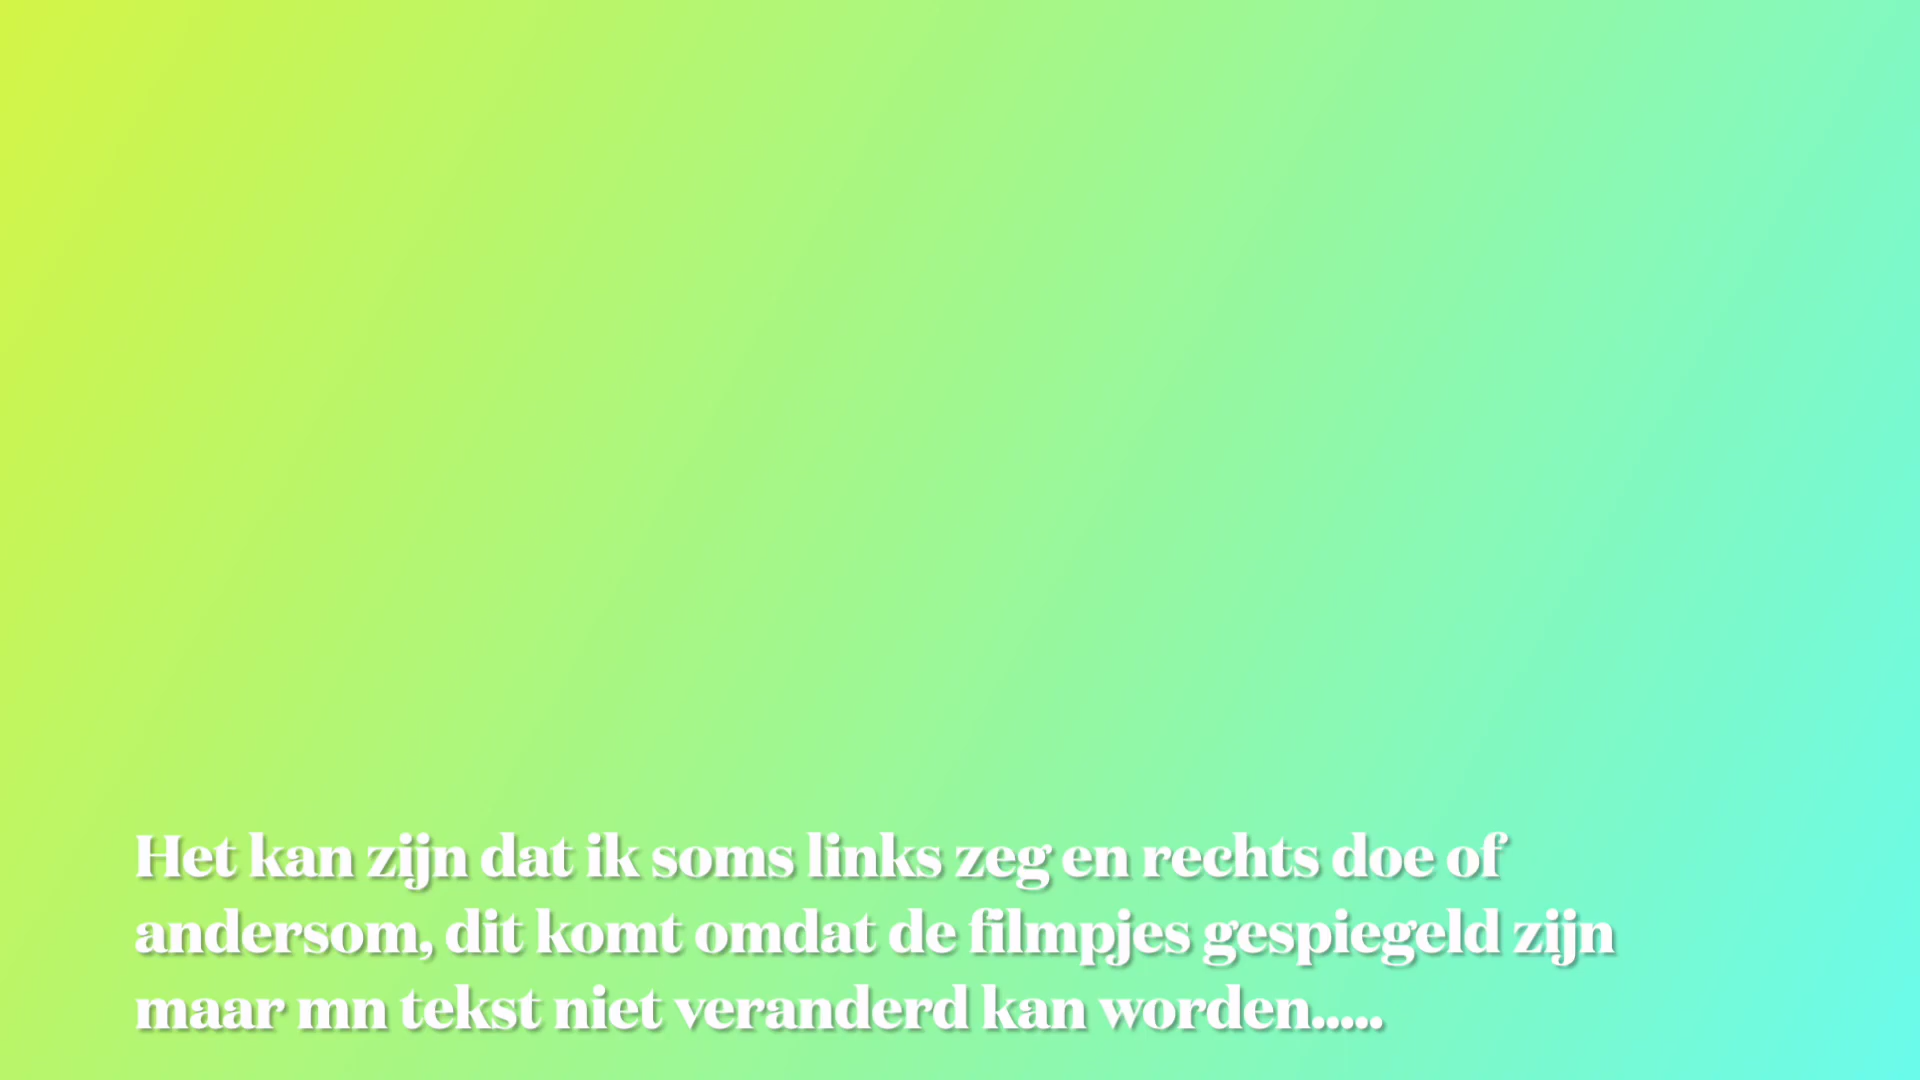 Het kan zijn dat ik soms links zeg en rechts doe of
andersom, dit komt omdat de filmpjes gespiegeld zijn
maar mn tekst niet veranderd kan worden.....